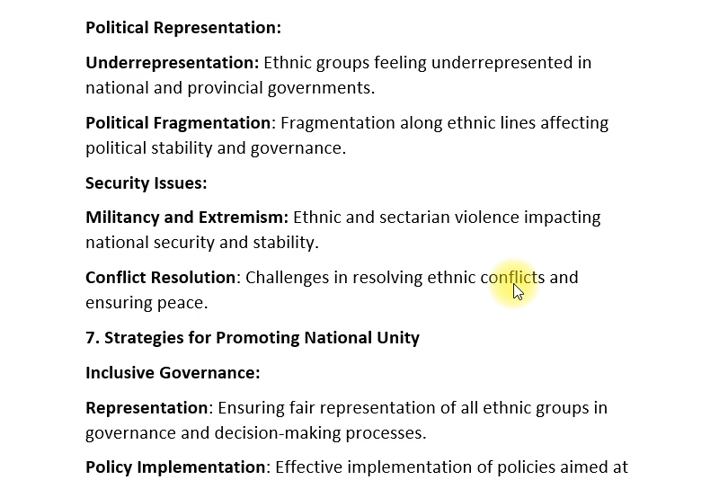 Political Representation:
Underrepresentation: Ethnic groups feeling underrepresented in
national and provincial governments.
Political Fragmentation: Fragmentation along ethnic lines affecting
political stability and governance.
Security Issues:
Militancy and Extremism: Ethnic and sectarian violence impacting
national security and stability.
Conflict Resolution: Challenges in resolving ethnic conflicts and
ensuring peace.
7. Strategies for Promoting National Unity
Inclusive Governance:
Representation: Ensuring fair representation of all ethnic groups in
governance and decision-making processes.
Policy Implementation: Effective implementation of policies aimed at